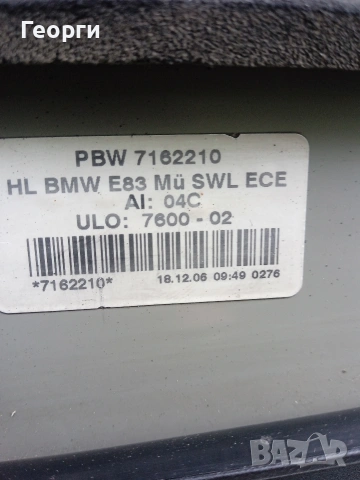 Георги
PBW 7162210
HL BMW E83 Mü SWL ECE
AI: 04C
ULO: 7600 - 02
*7162210*
18.12.06 09:49 0276
BAZAR